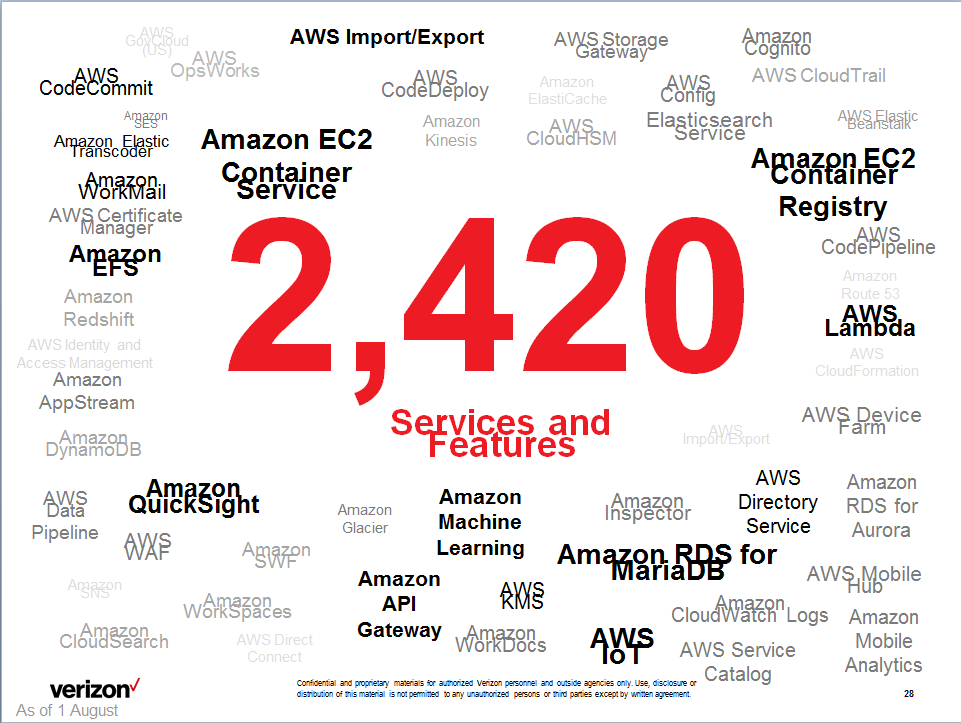 AWS
GovCloud
(US)
AWS
OpsWorks
AWS Import/Export
AWS Storage
Gateway
Amazon
Cognito
AWS
CodeCommit
AWS
CodeDeploy
Amazon
ElastiCache
AWS
Config
AWS CloudTrail
Amazon
SES
Amazon
Kinesis
AWS
CloudHSM
Elasticsearch
Service
AWS Elastic
Beanstalk
Amazon Elastic
Transcoder
Amazon EC2
Container
Service
Amazon EC2
Container
Registry
Amazon
WorkMail
AWS Certificate
Manager
AWS
CodePipeline
Amazon
EFS
Amazon
Route 53
Amazon
Redshift
2,420
AWS
Lambda
AWS Identity and
Access Management
AWS
CloudFormation
Amazon
AppStream
Services and
Features
AWS Device
Farm
Amazon
DynamoDB
AWS
Import/Export
AWS
Data
Pipeline
Amazon
QuickSight
Amazon
Glacier
Amazon
Machine
Learning
Amazon
Inspector
AWS
Directory
Service
Amazon
RDS for
Aurora
AWS
WAF
Amazon
SWF
Amazon RDS for
MariaDB
Amazon
SNS
Amazon
WorkSpaces
Amazon
API
Gateway
AWS
KMS
AWS Mobile
Hub
Amazon
CloudWatch Logs
Amazon
CloudSearch
AWS Direct
Connect
Amazon
WorkDocs
AWS
IoT
AWS Service
Catalog
Amazon
Mobile
Analytics
verizon
As of 1 August
Confidential and proprietary materials for authorized Verizon personnel and outside agencies only. Use, disclosure or
distribution of this material is not permitted to any unauthorized persons or third parties except by written agreement.
28